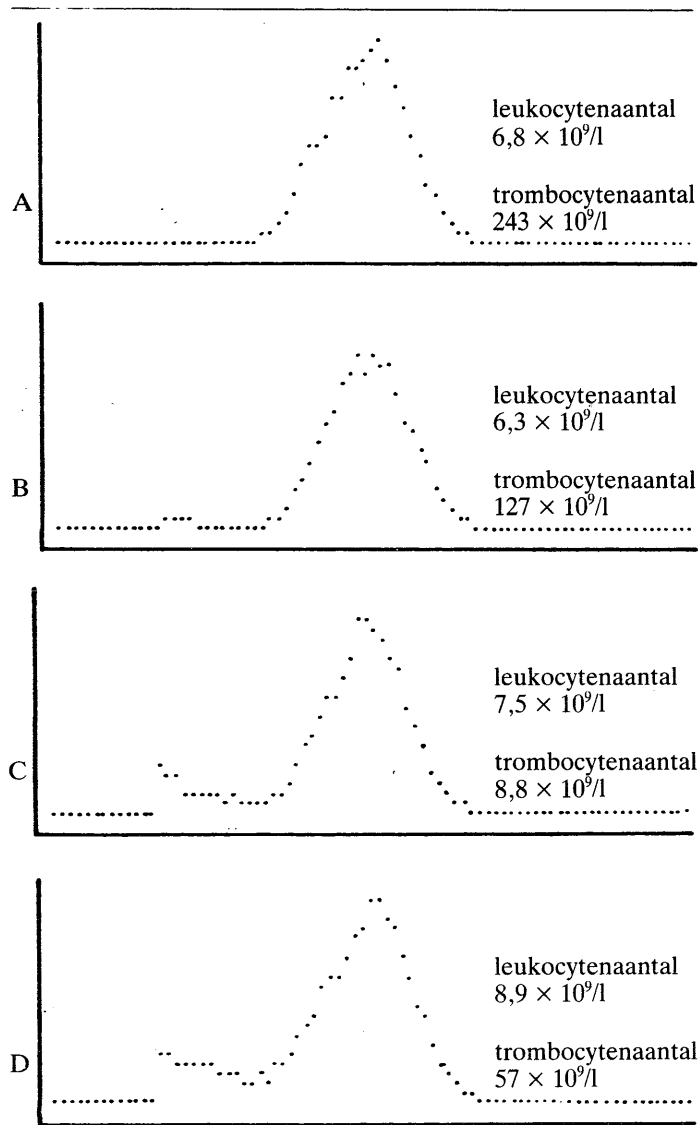 leukocytenaantal
6,8 × 10⁹/l
A
trombocytenaantal
243 × 10⁹/l
leukocytenaantal
6,3 × 10⁹/l
B
trombocytenaantal
127 × 10⁹/l
leukocytenaantal
7,5 × 10⁹/l
C
trombocytenaantal
8,8 × 10⁹/l
leukocytenaantal
8,9 × 10⁹/l
D
trombocytenaantal
57 × 10⁹/l